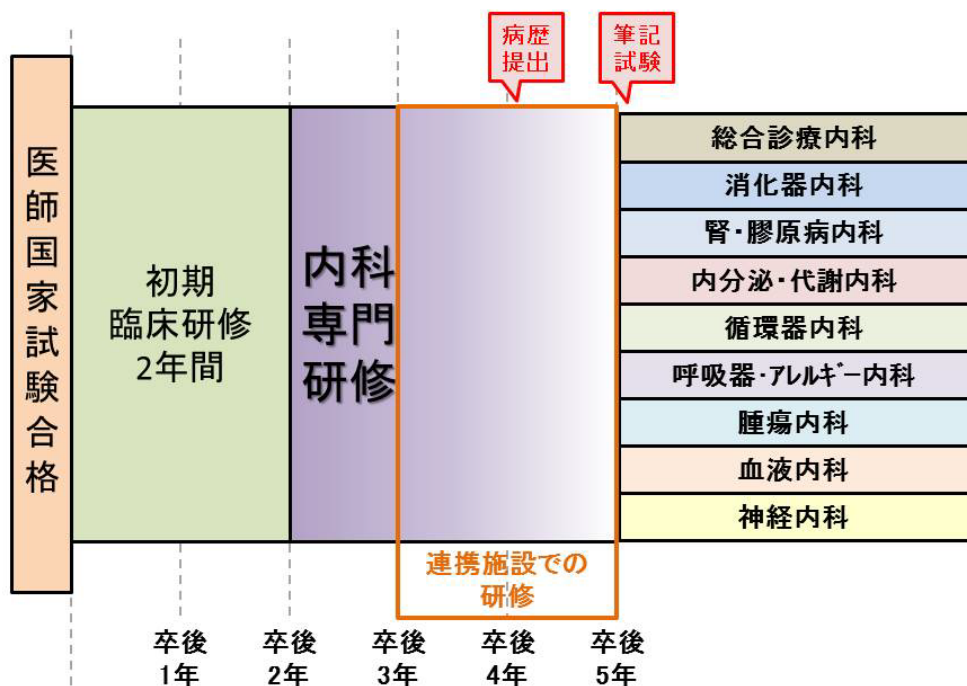 病歴
提出
筆記
試験
医師国家試験合格
初期
臨床研修
2年間
内科
専門
研修
総合診療内科
消化器内科
腎・膠原病内科
内分泌・代謝内科
循環器内科
呼吸器・ｱﾚﾙｷﾞｰ内科
腫瘍内科
血液内科
神経内科
連携施設での
研修
卒後
1年
卒後
2年
卒後
3年
卒後
4年
卒後
5年